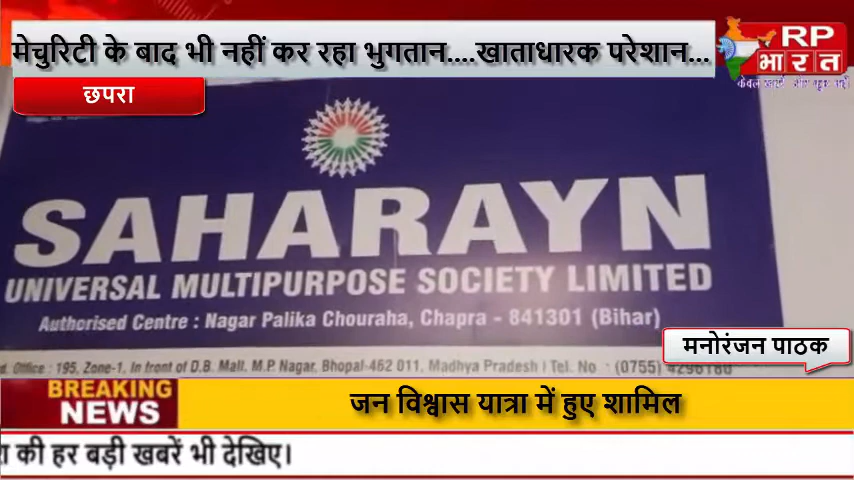 मेचुरिटी के बाद भी नहीं कर रहा भुगतान....खाताधारक परेशान...
RP
भारत
छपरा
SAHARAYN
UNIVERSAL MULTIPURPOSE SOCIETY LIMITED
Authorised Centre : Nagar Palika Chouraha, Chapra - 841301 (Bihar)
मनोरंजन पाठक
Office : 195, Zone-1, In front of D.B. Mall, M.P. Nagar, Bhopal-462 011, Madhya Pradesh | Tel. No - (0755)
BREAKING
NEWS
जन विश्वास यात्रा में हुए शामिल
की हर बड़ी खबरें भी देखिए।